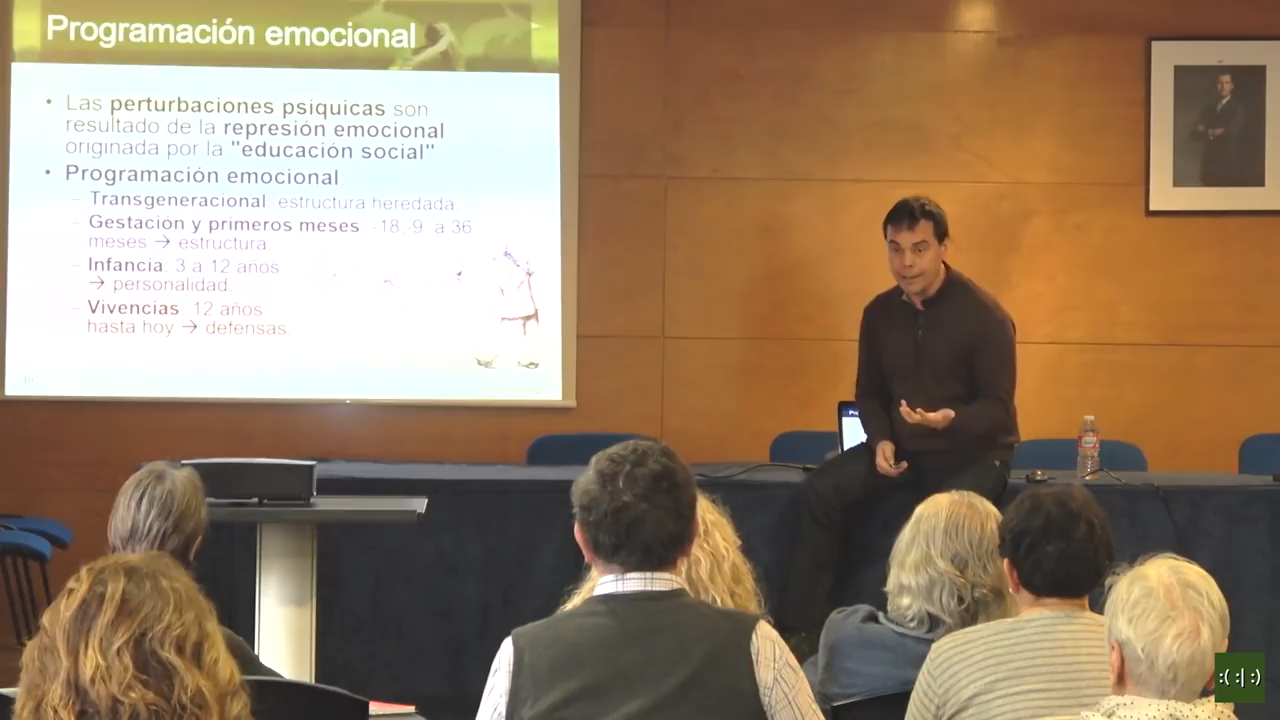 Programación emocional
• Las perturbaciones psiquicas son
resultado de la represión emocional
originada por la "educación social"
• Programación emocional
– Transgeneracional estructura heredada.
– Gestación y primeros meses -18,-9 a 36
meses → estructura
– Infancia. 3 a 12 años
→ personalidad.
– Vivencias 12 años
hasta hoy → defensas.
:( :|:)